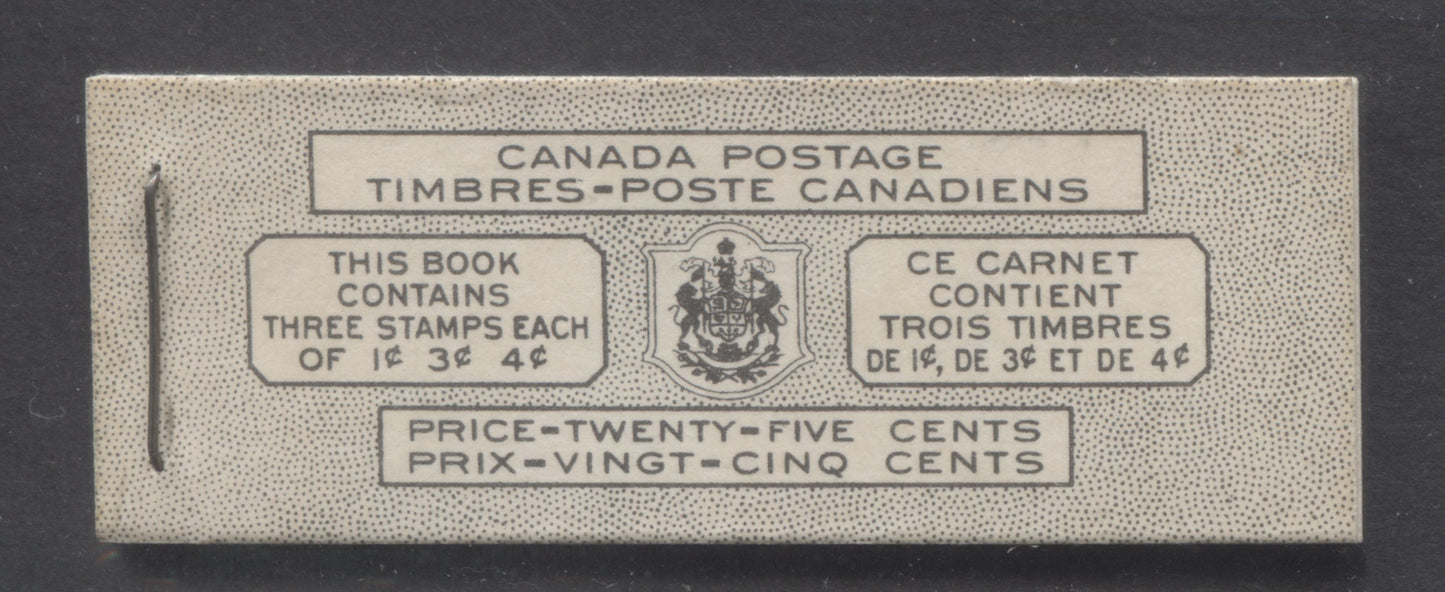 CANADA POSTAGE
TIMBRES-POSTE CANADIENS
THIS BOOK
CONTAINS
THREE STAMPS EACH
OF 1¢ 3¢ 4¢
CE CARNET
CONTIENT
TROIS TIMBRES
DE 1¢, DE 3¢ ET DE 4¢
PRICE-TWENTY-FIVE CENTS
PRIX-VINGT-CINQ CENTS